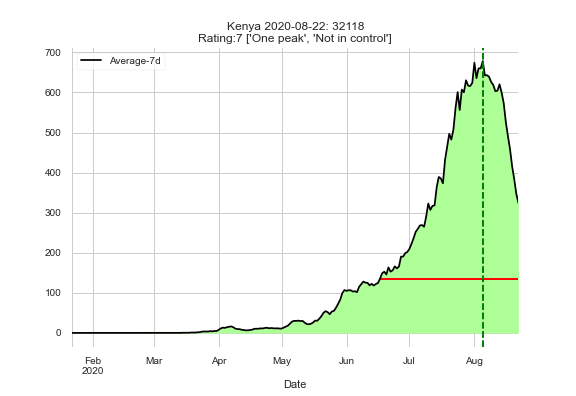 Kenya 2020-08-22: 32118
Rating:7 ['One peak', 'Not in control']
700
Average-7d
600
500
400
300
200
100
0
Feb Mar Apr May Jun Jul Aug
2020
Date